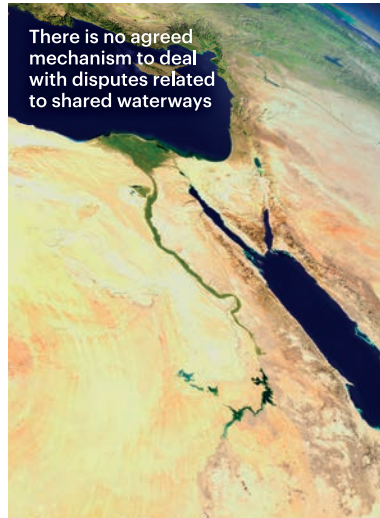 There is no agreed
mechanism to deal
with disputes related
to shared waterways